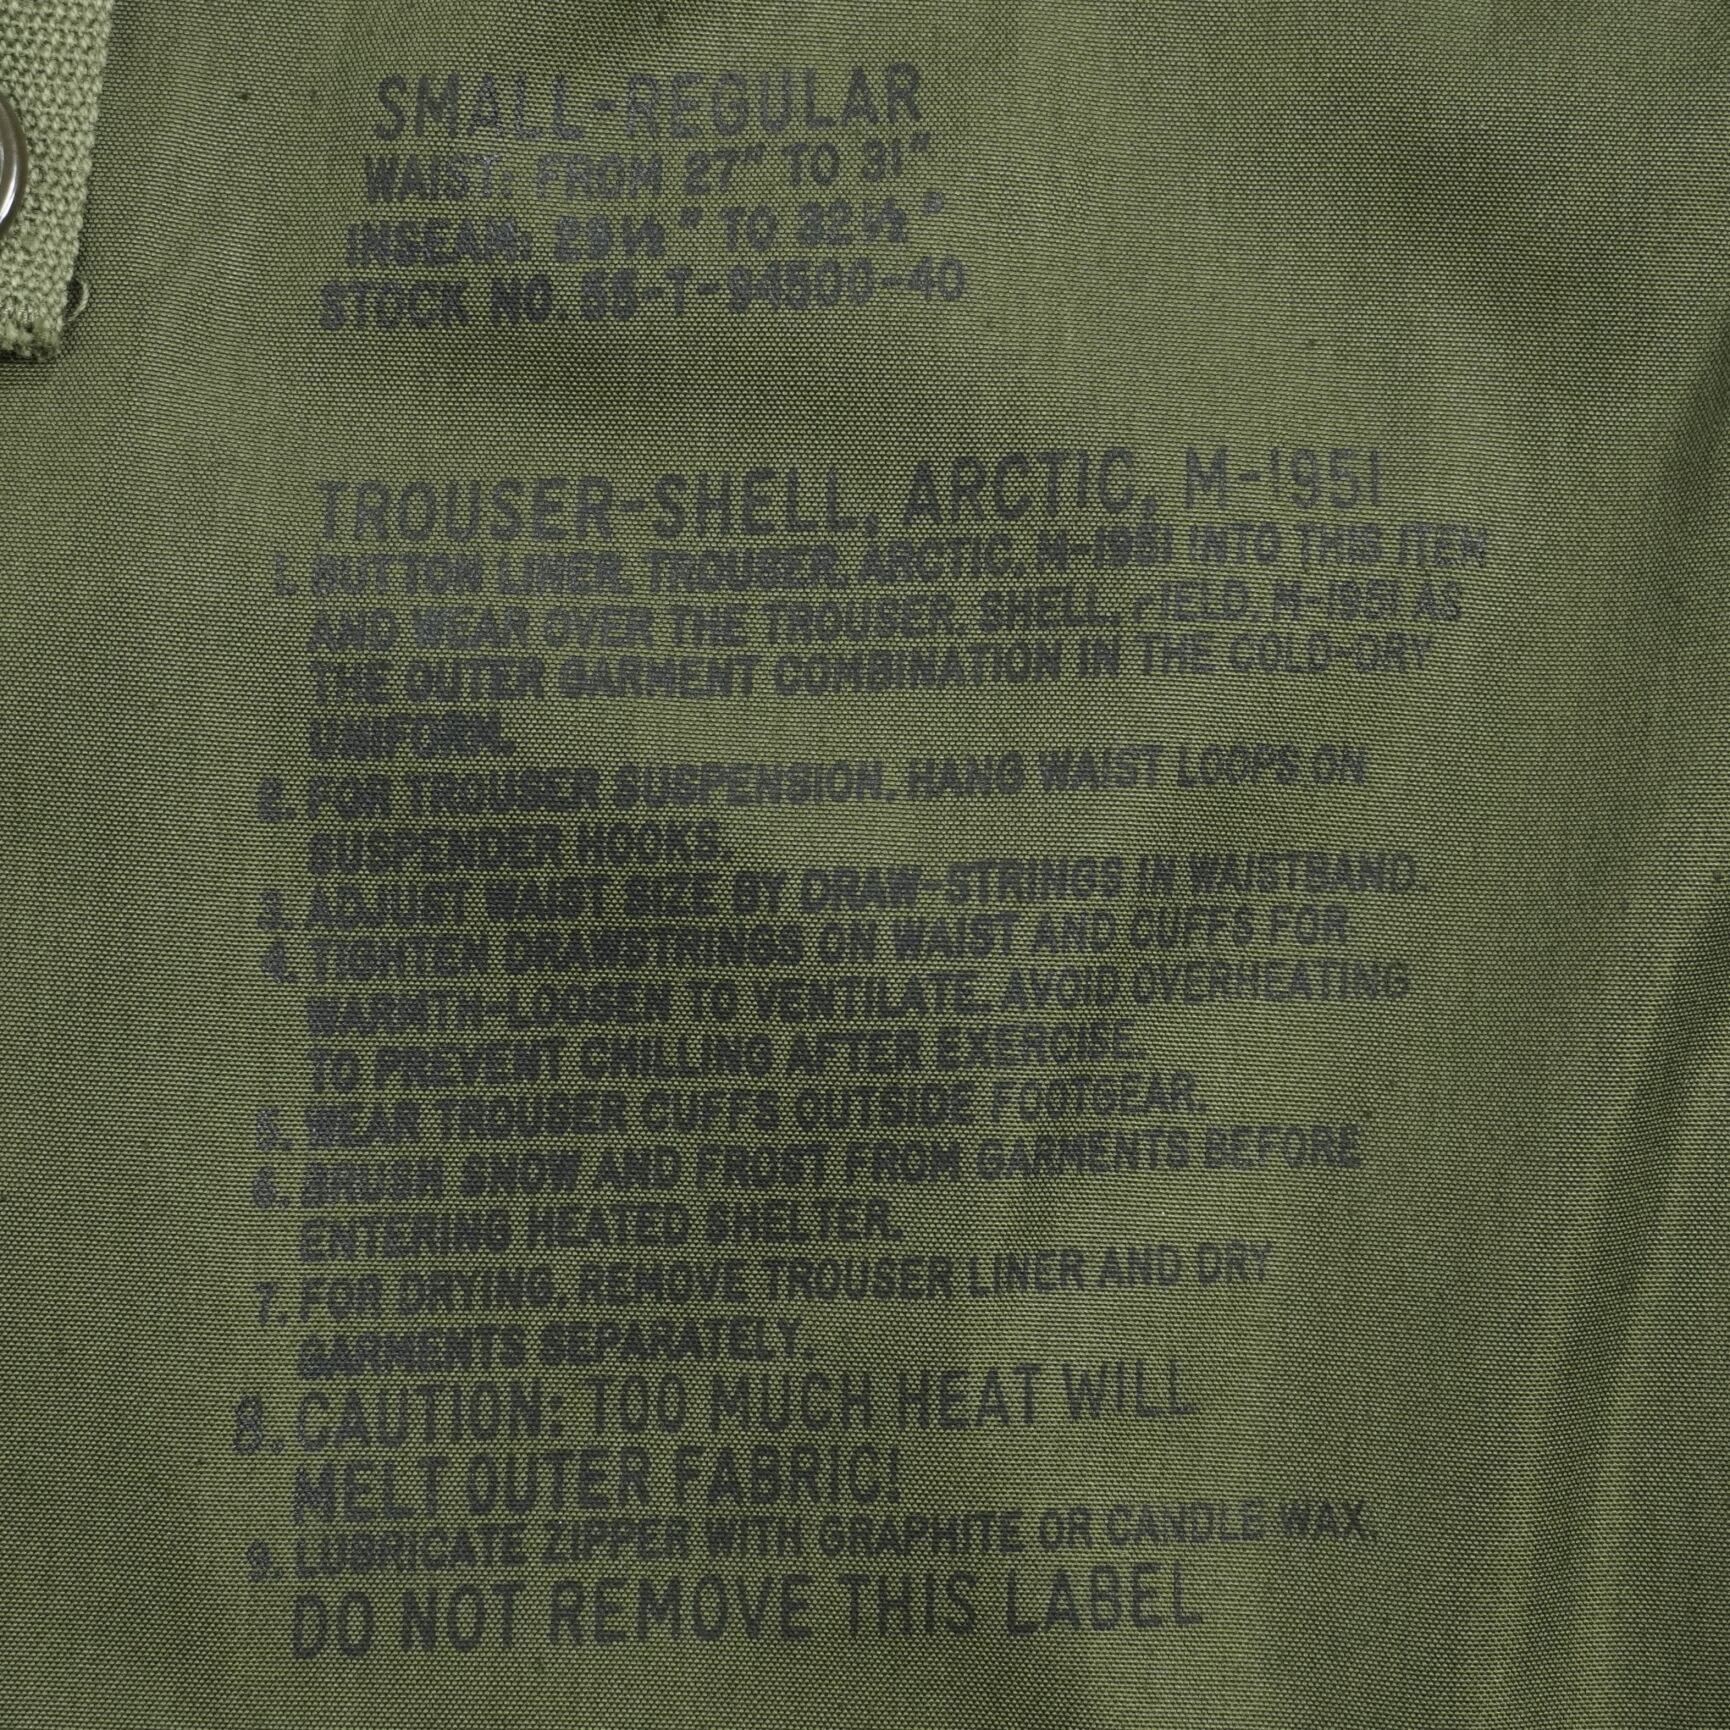 SMALL-REGULAR
WAIST: FROM 27" TO 31"
INSEAM: 29½" TO 32½"
STOCK NO. 55-T-94500-40
TROUSER-SHELL, ARCTIC, M-1951
1. BUTTON LINER, TROUSER, ARCTIC, M-1951 INTO THIS ITEM
AND WEAR OVER THE TROUSER, SHELL, FIELD, M-1951 AS
THE OUTER GARMENT COMBINATION IN THE COLD-DRY
UNIFORM.
2. FOR TROUSER SUSPENSION, HANG WAIST LOOPS ON
SUSPENDER HOOKS.
3. ADJUST WAIST SIZE BY DRAW-STRINGS IN WAISTBAND.
4. TIGHTEN DRAWSTRINGS ON WAIST AND CUFFS FOR
WARMTH-LOOSEN TO VENTILATE. AVOID OVERHEATING
TO PREVENT CHILLING AFTER EXERCISE.
5. WEAR TROUSER CUFFS OUTSIDE FOOTGEAR.
6. BRUSH SNOW AND FROST FROM GARMENTS BEFORE
ENTERING HEATED SHELTER.
7. FOR DRYING, REMOVE TROUSER LINER AND DRY
GARMENTS SEPARATELY.
8. CAUTION: TOO MUCH HEAT WILL
MELT OUTER FABRIC!
9. LUBRICATE ZIPPER WITH GRAPHITE OR CANDLE WAX.
DO NOT REMOVE THIS LABEL